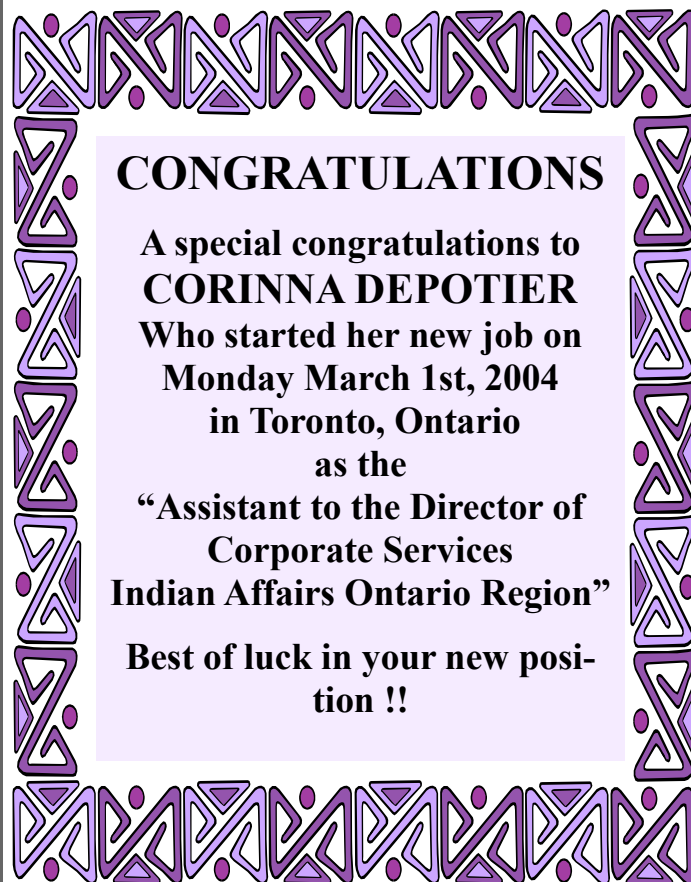 CONGRATULATIONS
A special congratulations to
CORINNA DEPOTIER
Who started her new job on
Monday March 1st, 2004
in Toronto, Ontario
as the
“Assistant to the Director of
Corporate Services
Indian Affairs Ontario Region”
Best of luck in your new posi-
tion !!